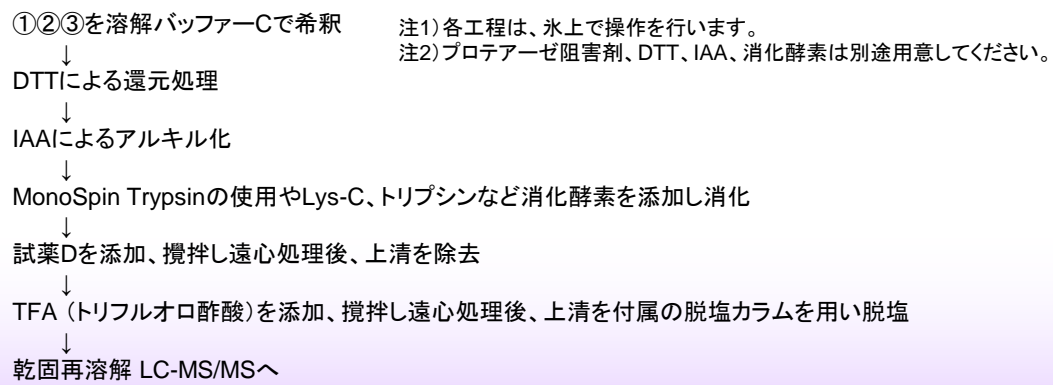 ①②③を溶解バッファーCで希釈
注1)各工程は、氷上で操作を行います。
注2)プロテアーゼ阻害剤、DTT、IAA、消化酵素は別途用意してください。
↓
DTTによる還元処理
↓
IAAによるアルキル化
↓
MonoSpin Trypsinの使用やLys-C、トリプシンなど消化酵素を添加し消化
↓
試薬Dを添加、攪拌し遠心処理後、上清を除去
↓
TFA（トリフルオロ酢酸)を添加、攪拌し遠心処理後、上清を付属の脱塩カラムを用い脱塩
↓
乾固再溶解 LC-MS/MSへ